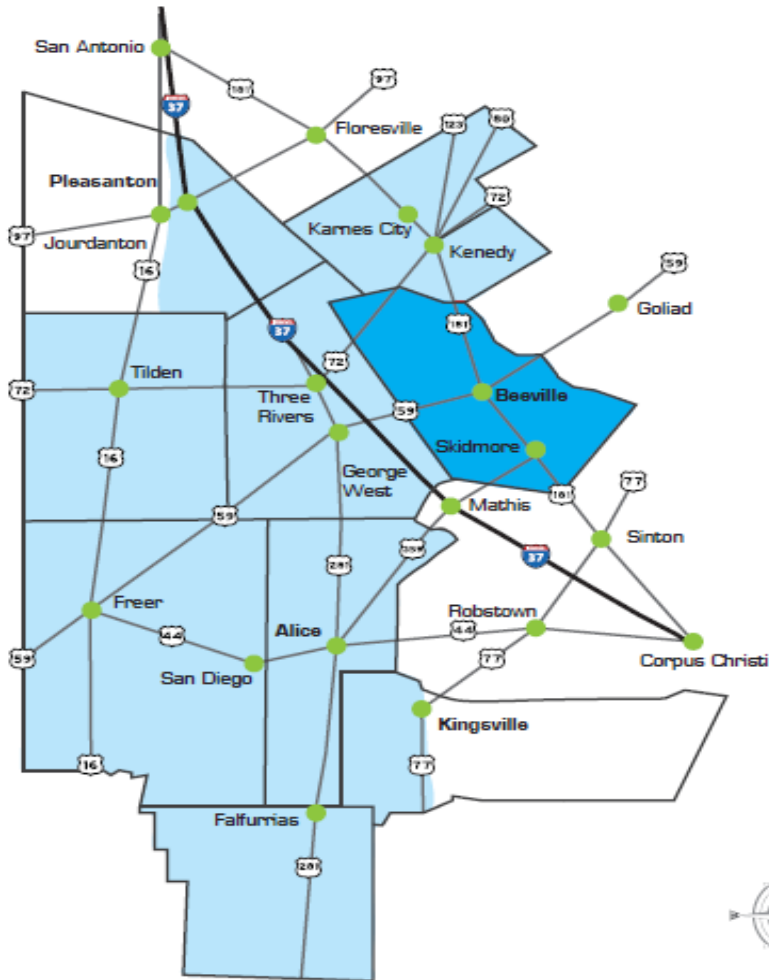 San Antonio
37
181
97
Floresville
123
80
Pleasanton
72
Karnes City
97
Jourdanton
Kenedy
16
59
Goliad
181
37
72
Tilden
72
Three
Rivers
Beeville
59
16
Skidmore
George
West
77
181
Mathis
59
Sinton
359
37
281
Freer
Robstown
44
Alice
44
59
San Diego
77
Corpus Christi
Kingsville
16
77
Falfurrias
281
W